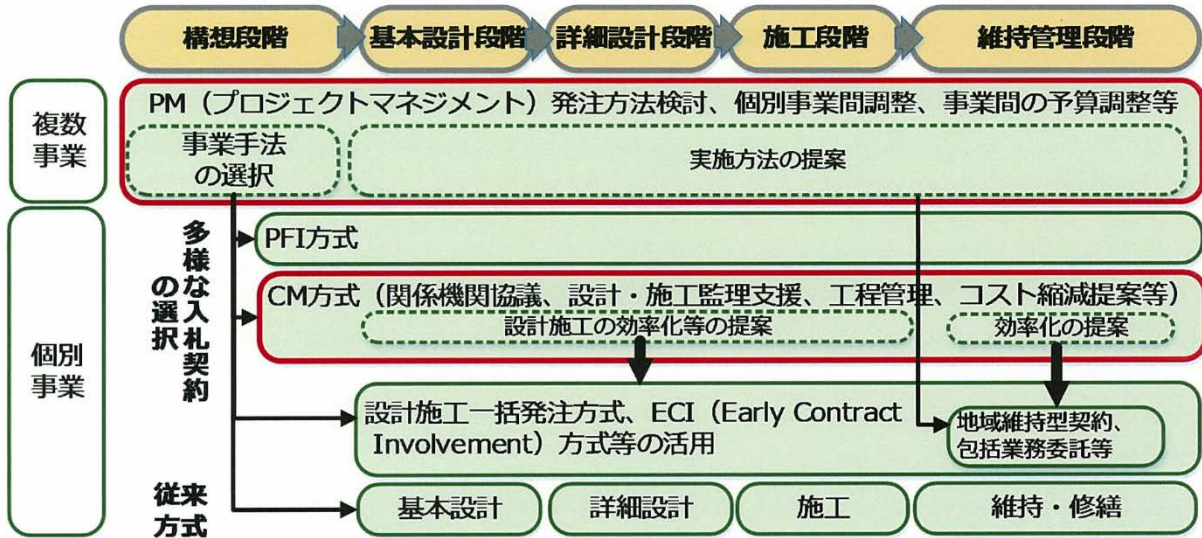 構想段階
基本設計段階
詳細設計段階
施工段階
維持管理段階
複数
事業
PM（プロジェクトマネジメント）発注方法検討、個別事業間調整、事業間の予算調整等
事業手法
の選択
実施方法の提案
個別
事業
多様な入札契約
の選択
PFI方式
CM方式（関係機関協議、設計・施工監理支援、工程管理、コスト縮減提案等）
設計施工の効率化等の提案
効率化の提案
設計施工一括発注方式、ECI（Early Contract
Involvement）方式等の活用
地域維持型契約、
包括業務委託等
従来
方式
基本設計
詳細設計
施工
維持・修繕